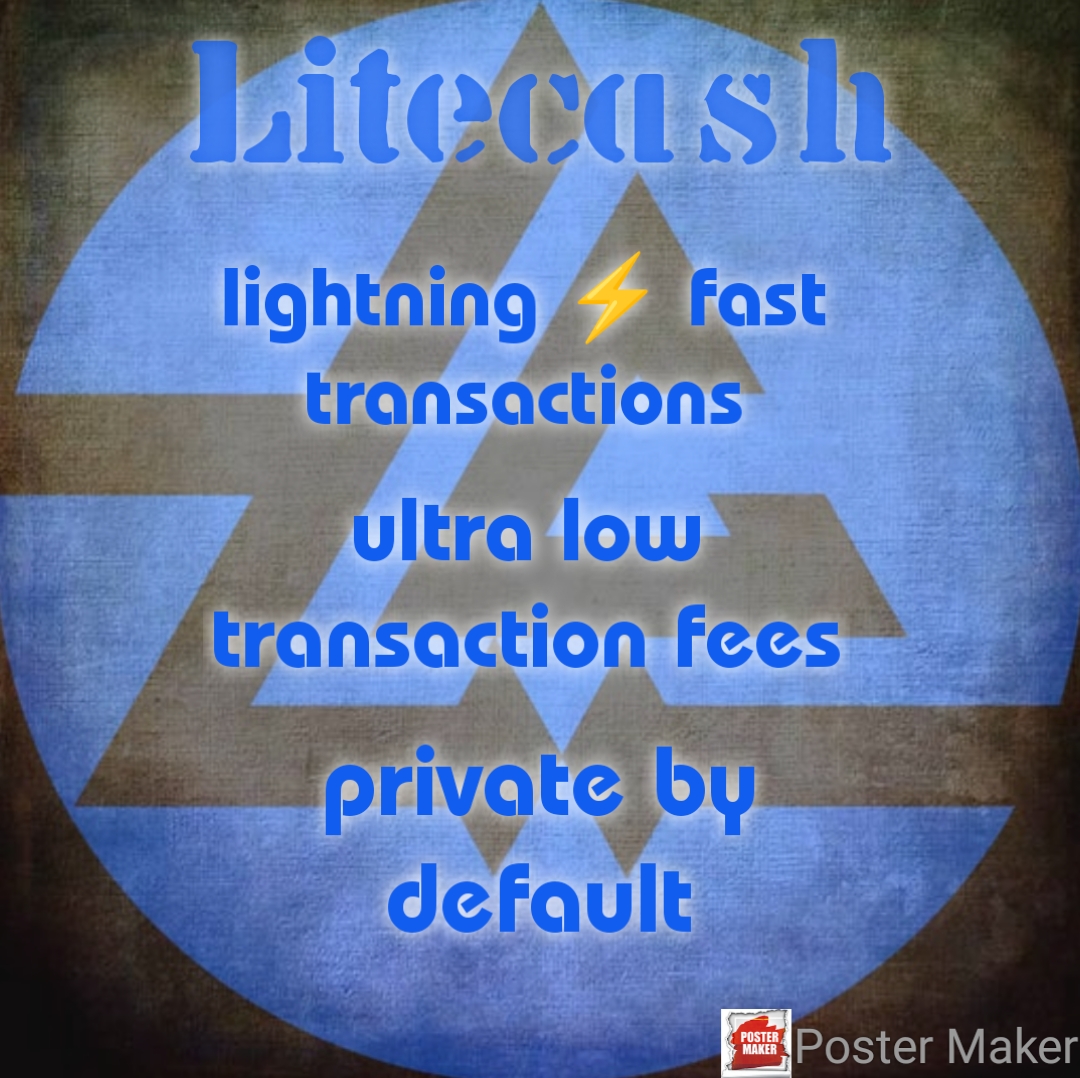 Litecash
lightning ⚡ fast
transactions
ultra low
transaction fees
private by
default
POSTER
MAKER
Poster Maker